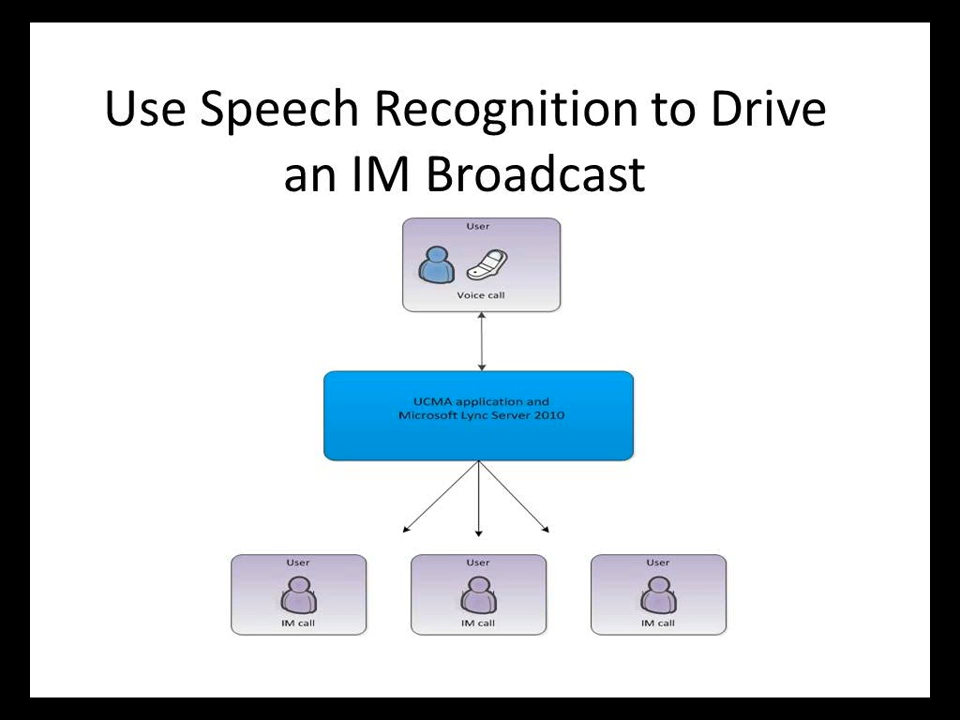 Use Speech Recognition to Drive
an IM Broadcast
User
Voice call
UCMA application and
Microsoft Lync Server 2010
User
IM call
User
IM call
User
IM call